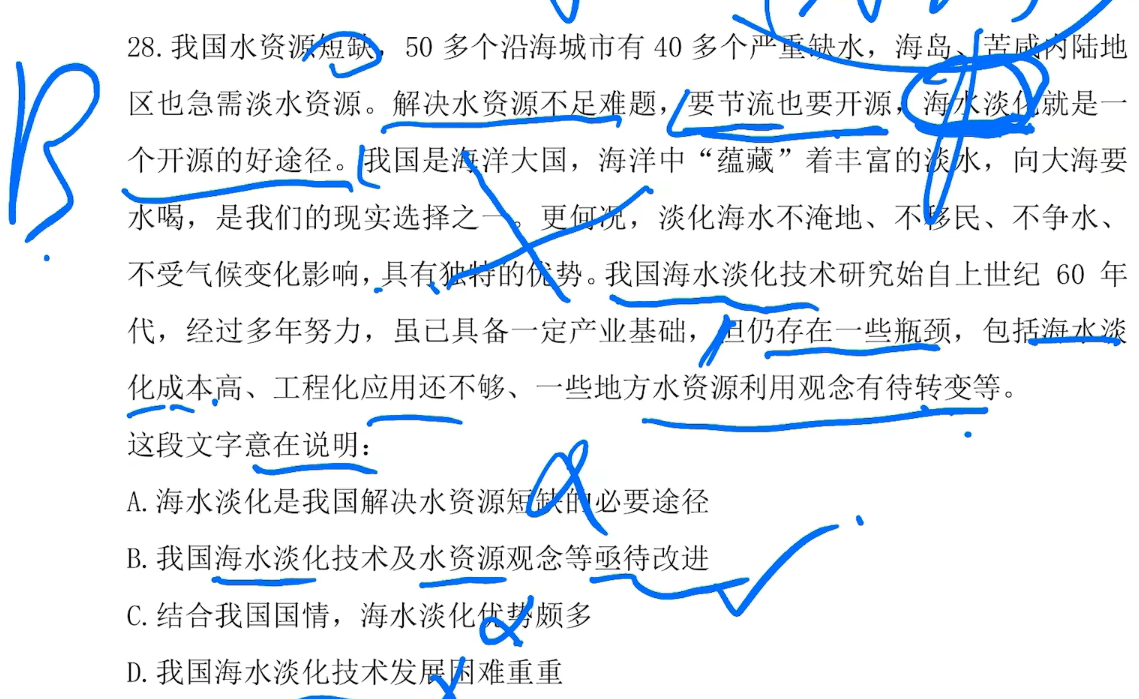 28.我国水资源短缺，50多个沿海城市有40多个严重缺水，海岛、苦咸内陆地
区也急需淡水资源。解决水资源不足难题，要节流也要开源，海水淡化就是一
个开源的好途径。我国是海洋大国，海洋中“蕴藏”着丰富的淡水，向大海要
水喝，是我们的现实选择之一。更何况，淡化海水不淹地、不移民、不争水、
不受气候变化影响，具有独特的优势。我国海水淡化技术研究始自上世纪 60 年
代，经过多年努力，虽已具备一定产业基础，但仍存在一些瓶颈，包括海水淡
化成本高、工程化应用还不够、一些地方水资源利用观念有待转变等。
这段文字意在说明：
A.海水淡化是我国解决水资源短缺的必要途径
B.我国海水淡化技术及水资源观念等亟待改进
C.结合我国国情，海水淡化优势颇多
D.我国海水淡化技术发展困难重重
B